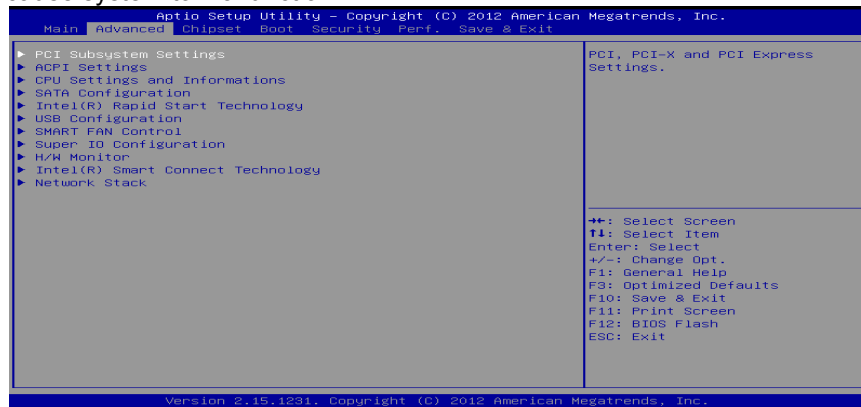 Aptio Setup Utility – Copyright (C) 2012 American Megatrends, Inc.
Main Advanced Chipset Boot Security Perf. Save & Exit
► PCI Subsystem Settings
► ACPI Settings
► CPU Settings and Informations
► SATA Configuration
► Intel(R) Rapid Start Technology
► USB Configuration
► SMART FAN Control
► Super IO Configuration
► H/W Monitor
► Intel(R) Smart Connect Technology
► Network Stack
PCI, PCI-X and PCI Express
Settings.
→←: Select Screen
↑↓: Select Item
Enter: Select
+/-: Change Opt.
F1: General Help
F3: Optimized Defaults
F10: Save & Exit
F11: Print Screen
F12: BIOS Flash
ESC: Exit
Version 2.15.1231. Copyright (C) 2012 American Megatrends, Inc.